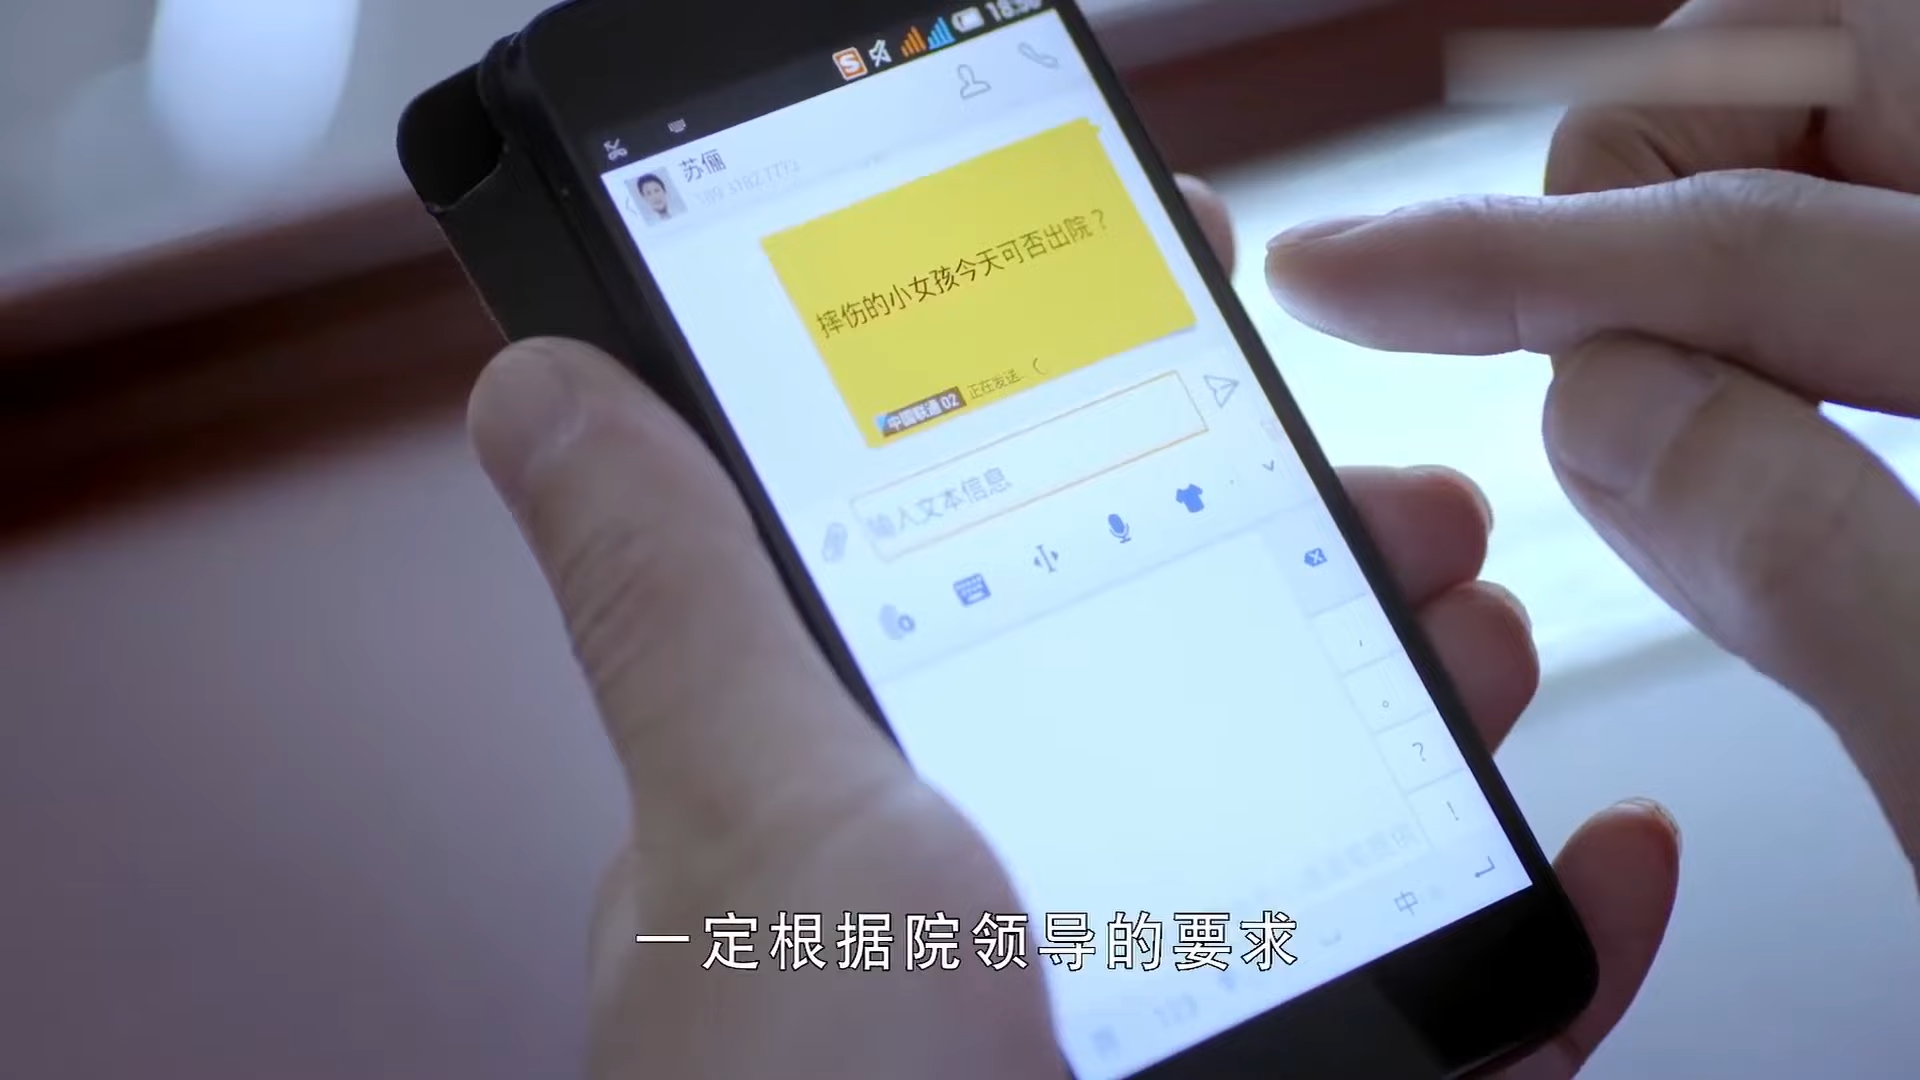 苏俪
摔伤的小女孩今天可否出院？
中国联通 02 正在发送
输入文本信息
，
。
?
!
中
123
一定根据院领导的要求